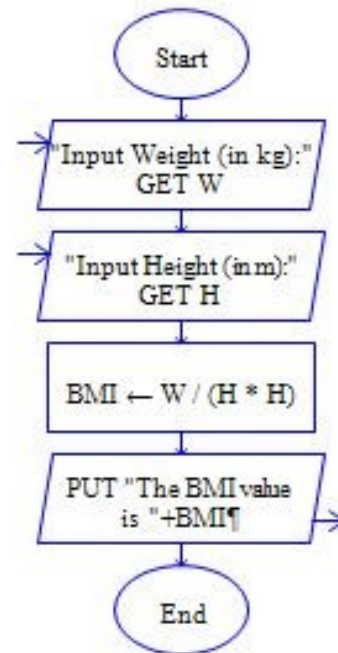 Start
"Input Weight (in kg):"
GET W
"Input Height (in m):"
GET H
BMI ← W / (H * H)
PUT "The BMI value
is "+BMI¶
End